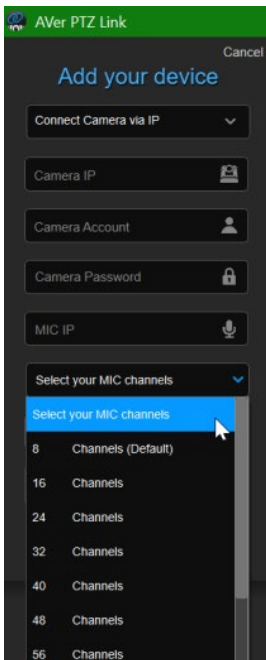 AVer PTZ Link
Cancel
Add your device
Connect Camera via IP
Camera IP
Camera Account
Camera Password
MIC IP
Select your MIC channels
Select your MIC channels
8 Channels (Default)
16 Channels
24 Channels
32 Channels
40 Channels
48 Channels
56 Channels